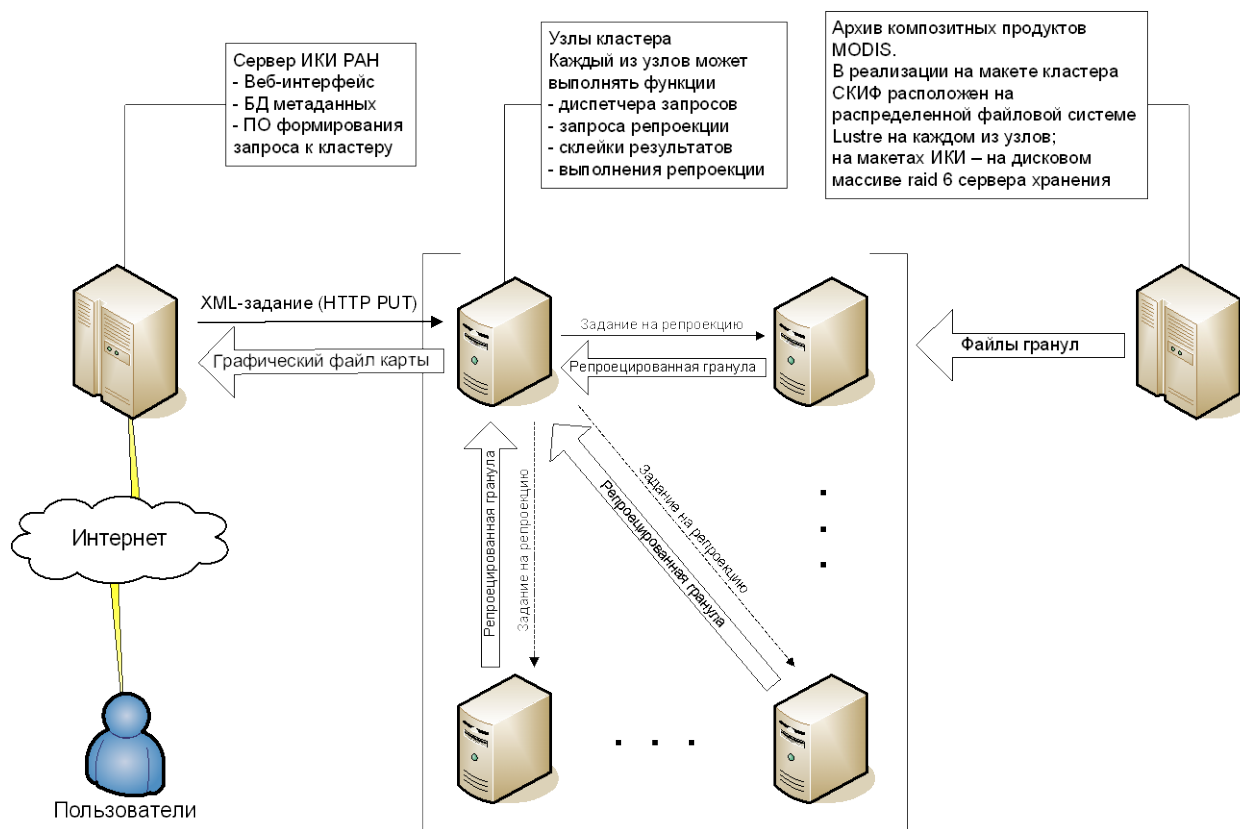 Сервер ИКИ РАН
- Веб-интерфейс
- БД метаданных
- ПО формирования
запроса к кластеру
Узлы кластера
Каждый из узлов может
выполнять функции
- диспетчера запросов
- запроса репроекции
- склейки результатов
- выполнения репроекции
Архив композитных продуктов
MODIS.
В реализации на макете кластера
СКИФ расположен на
распределенной файловой системе
Lustre на каждом из узлов;
на макетах ИКИ – на дисковом
массиве raid 6 сервера хранения
XML-задание (HTTP PUT)
Графический файл карты
Задание на репроекцию
Репроецированная гранула
Файлы гранул
Репроецированная гранула
Задание на репроекцию
Задание на репроекцию
Репроецированная гранула
Интернет
Пользователи